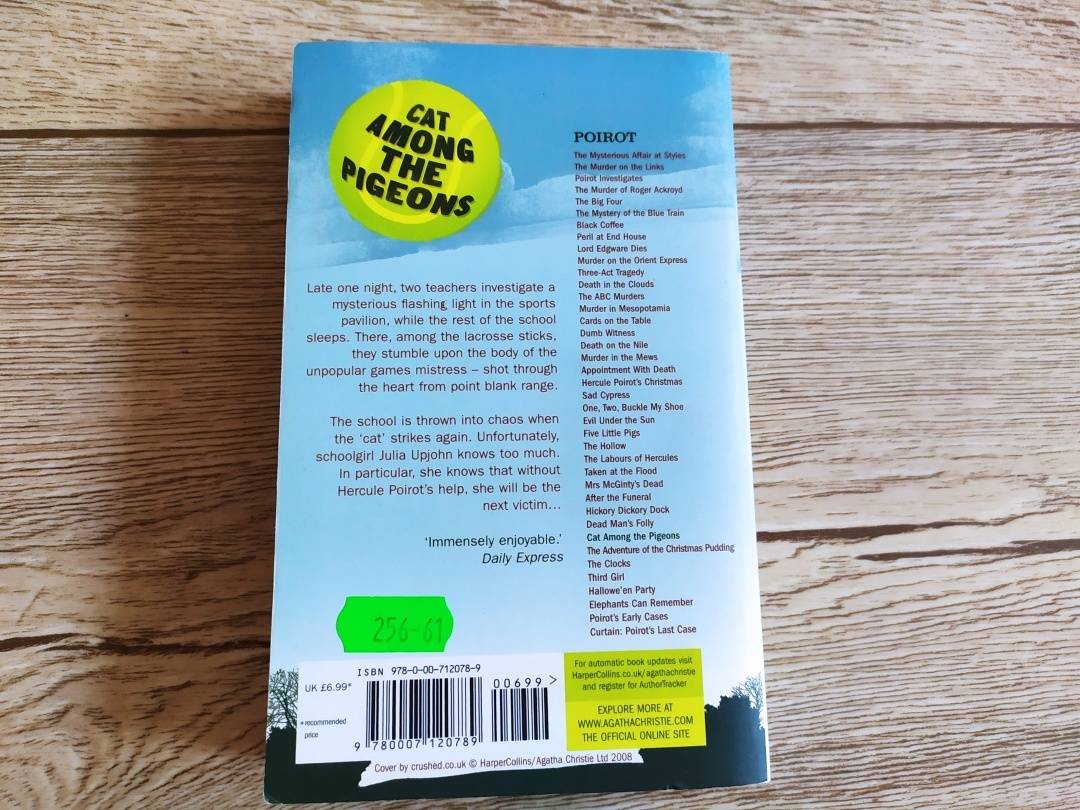 CAT
AMONG
THE
PIGEONS
Late one night, two teachers investigate a
mysterious flashing light in the sports
pavilion, while the rest of the school
sleeps. There, among the lacrosse sticks,
they stumble upon the body of the
unpopular games mistress – shot through
the heart from point blank range.
The school is thrown into chaos when
the ‘cat’ strikes again. Unfortunately,
schoolgirl Julia Upjohn knows too much.
In particular, she knows that without
Hercule Poirot’s help, she will be the
next victim…
‘Immensely enjoyable.’
Daily Express
POIROT
The Mysterious Affair at Styles
The Murder on the Links
Poirot Investigates
The Murder of Roger Ackroyd
The Big Four
The Mystery of the Blue Train
Black Coffee
Peril at End House
Lord Edgware Dies
Murder on the Orient Express
Three-Act Tragedy
Death in the Clouds
The ABC Murders
Murder in Mesopotamia
Cards on the Table
Dumb Witness
Death on the Nile
Murder in the Mews
Appointment With Death
Hercule Poirot’s Christmas
Sad Cypress
One, Two, Buckle My Shoe
Evil Under the Sun
Five Little Pigs
The Hollow
The Labours of Hercules
Taken at the Flood
Mrs McGinty’s Dead
After the Funeral
Hickory Dickory Dock
Dead Man’s Folly
Cat Among the Pigeons
The Adventure of the Christmas Pudding
The Clocks
Third Girl
Hallowe’en Party
Elephants Can Remember
Poirot’s Early Cases
Curtain: Poirot’s Last Case
256-61
ISBN 978-0-00-712078-9
UK £6.99*
*recommended
price
00699 >
9 780007 120789
For automatic book updates visit
HarperCollins.co.uk/agathachristie
and register for AuthorTracker
EXPLORE MORE AT
WWW.AGATHACHRISTIE.COM
THE OFFICIAL ONLINE SITE
Cover by crushed.co.uk © HarperCollins/Agatha Christie Ltd 2008